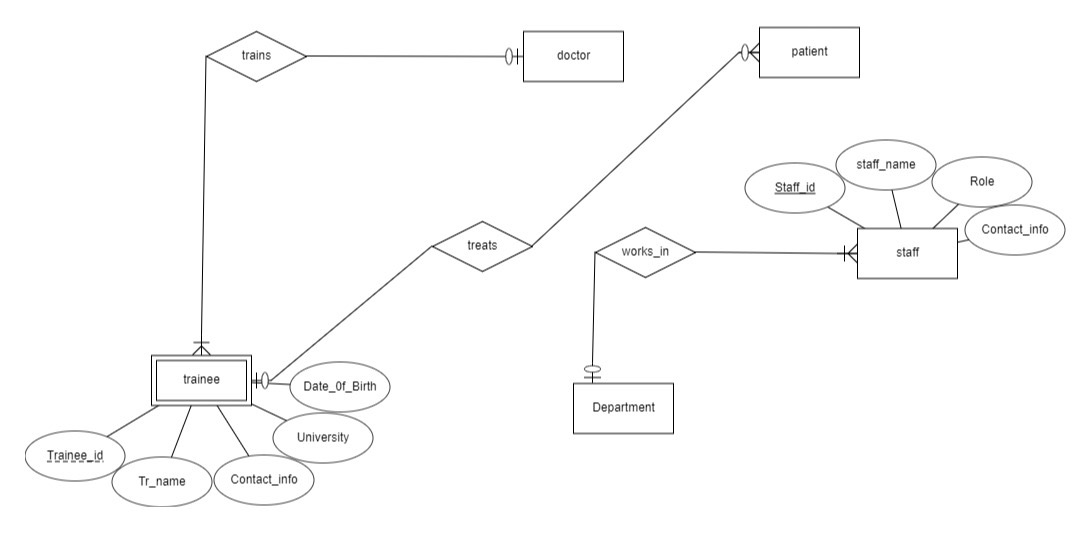 trains
doctor
patient
staff_name
Staff_id
Role
Contact_info
treats
works_in
staff
trainee
Date_0f_Birth
Department
University
Trainee_id
Tr_name
Contact_info